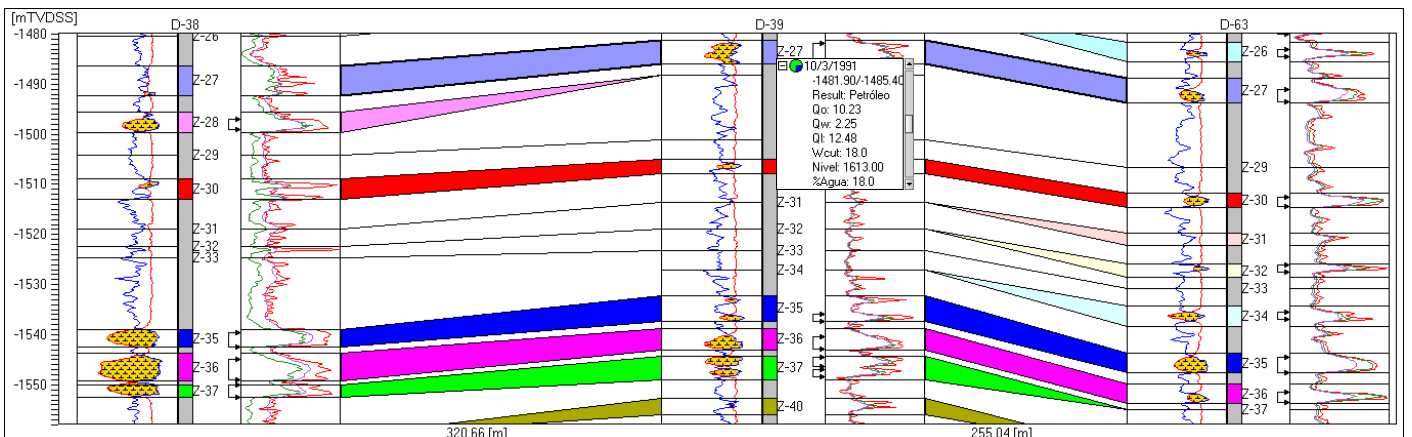 [mTVDSS]
D-38
D-39
D-63
-1480
-1490
-1500
-1510
-1520
-1530
-1540
-1550
Z-26
Z-27
Z-28
Z-29
Z-30
Z-31
Z-32
Z-33
Z-35
Z-36
Z-37
Z-27
10/3/1991
-1481.90/-1485.40
Result: Petróleo
Qo: 10.23
Qw: 2.25
Ql: 12.48
Wcut: 18.0
Nivel: 1613.00
%Agua: 18.0
Z-31
Z-32
Z-33
Z-34
Z-35
Z-36
Z-37
Z-40
Z-26
Z-27
Z-29
Z-30
Z-31
Z-32
Z-33
Z-34
Z-35
Z-36
Z-37
320.66 [m]
255.04 [m]